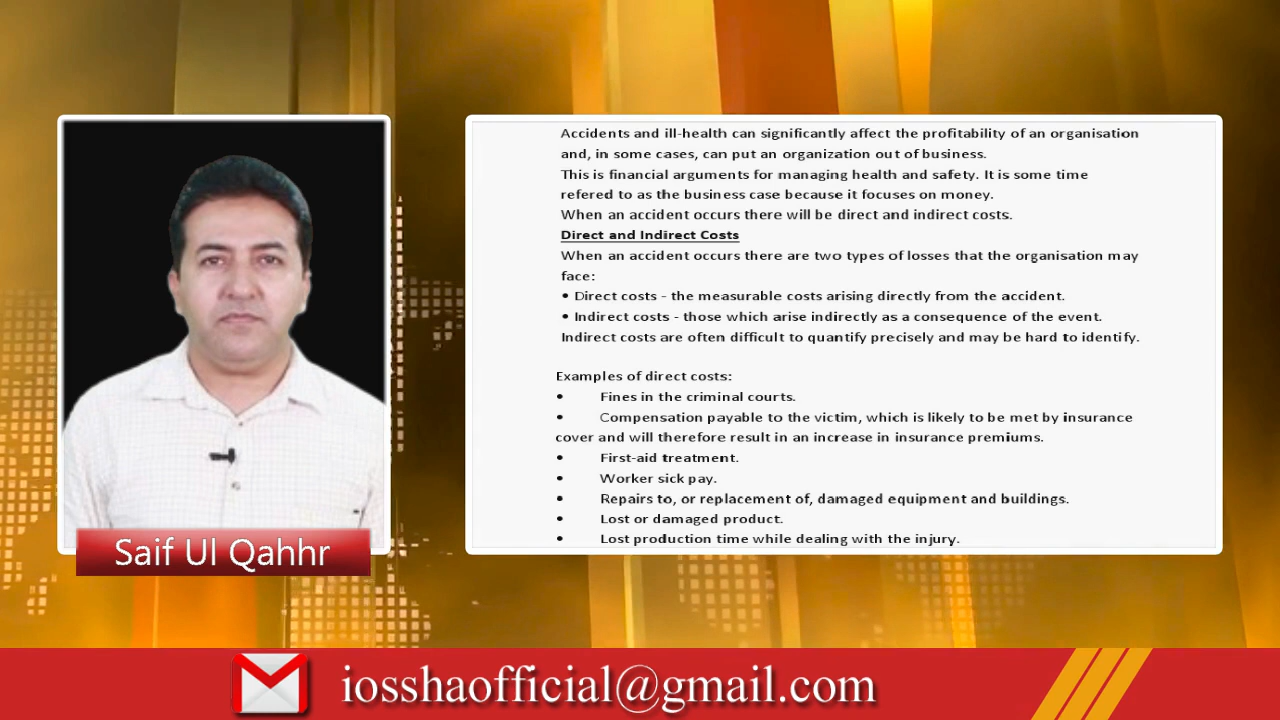 Accidents and ill-health can significantly affect the profitability of an organisation
and, in some cases, can put an organization out of business.
This is financial arguments for managing health and safety. It is some time
refered to as the business case because it focuses on money.
When an accident occurs there will be direct and indirect costs.
Direct and Indirect Costs
When an accident occurs there are two types of losses that the organisation may
face:
• Direct costs - the measurable costs arising directly from the accident.
• Indirect costs - those which arise indirectly as a consequence of the event.
Indirect costs are often difficult to quantify precisely and may be hard to identify.
Examples of direct costs:
• Fines in the criminal courts.
• Compensation payable to the victim, which is likely to be met by insurance
cover and will therefore result in an increase in insurance premiums.
• First-aid treatment.
• Worker sick pay.
• Repairs to, or replacement of, damaged equipment and buildings.
• Lost or damaged product.
• Lost production time while dealing with the injury.
Saif Ul Qahhr
iosshaofficial@gmail.com